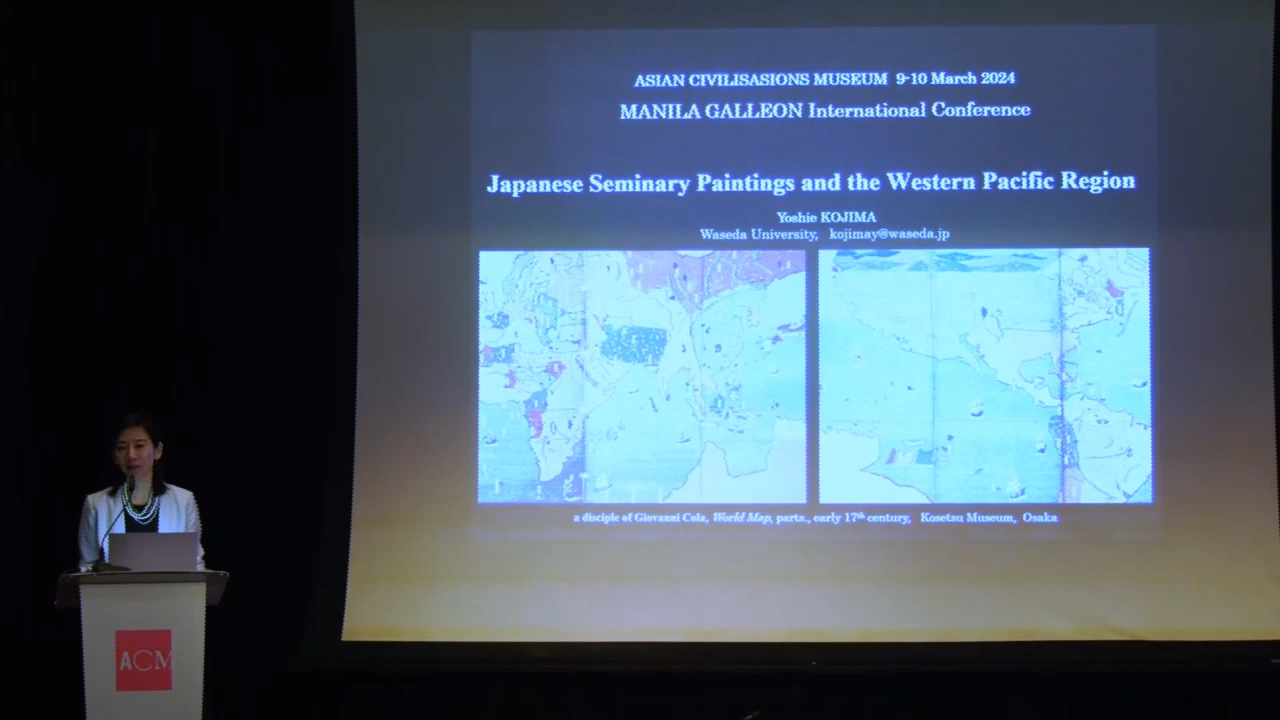 ASIAN CIVILISASIONS MUSEUM 9-10 March 2024
MANILA GALLEON International Conference
Japanese Seminary Paintings and the Western Pacific Region
Yoshie KOJIMA
Waseda University, kojimay@waseda.jp
a disciple of Giovanni Cola, World Map, parts., early 17th century, Kosetsu Museum, Osaka
ACM